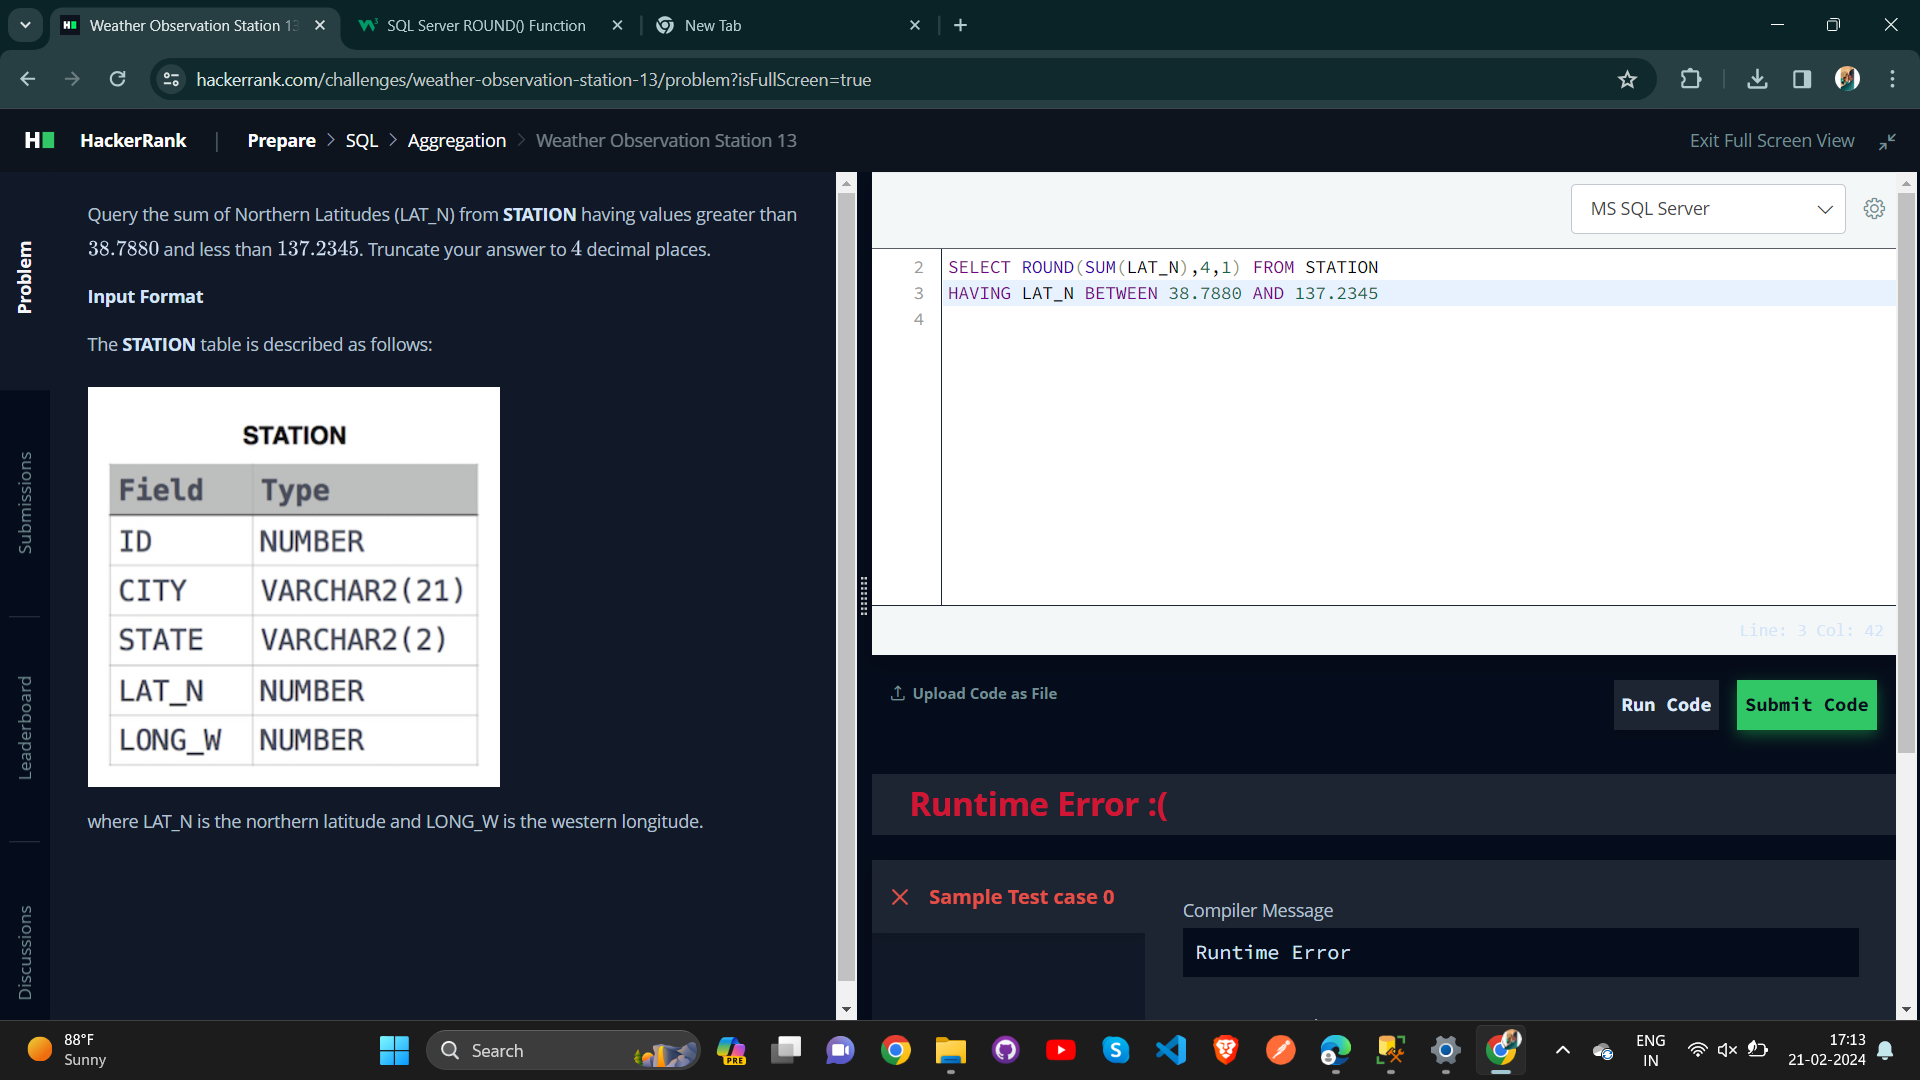 Weather Observation Station 13
SQL Server ROUND() Function
New Tab
hackerrank.com/challenges/weather-observation-station-13/problem?isFullScreen=true
HackerRank | Prepare > SQL > Aggregation > Weather Observation Station 13
Exit Full Screen View
Problem
Submissions
Leaderboard
Discussions
Query the sum of Northern Latitudes (LAT_N) from STATION having values greater than
38.7880 and less than 137.2345. Truncate your answer to 4 decimal places.
Input Format
The STATION table is described as follows:
STATION
Field Type
ID NUMBER
CITY VARCHAR2(21)
STATE VARCHAR2(2)
LAT_N NUMBER
LONG_W NUMBER
where LAT_N is the northern latitude and LONG_W is the western longitude.
MS SQL Server
2 SELECT ROUND(SUM(LAT_N),4,1) FROM STATION
3 HAVING LAT_N BETWEEN 38.7880 AND 137.2345
4
Line: 3 Col: 42
Upload Code as File
Run Code
Submit Code
Runtime Error :(
Sample Test case 0
Compiler Message
Runtime Error
88°F
Sunny
Search
PRE
ENG
IN
17:13
21-02-2024